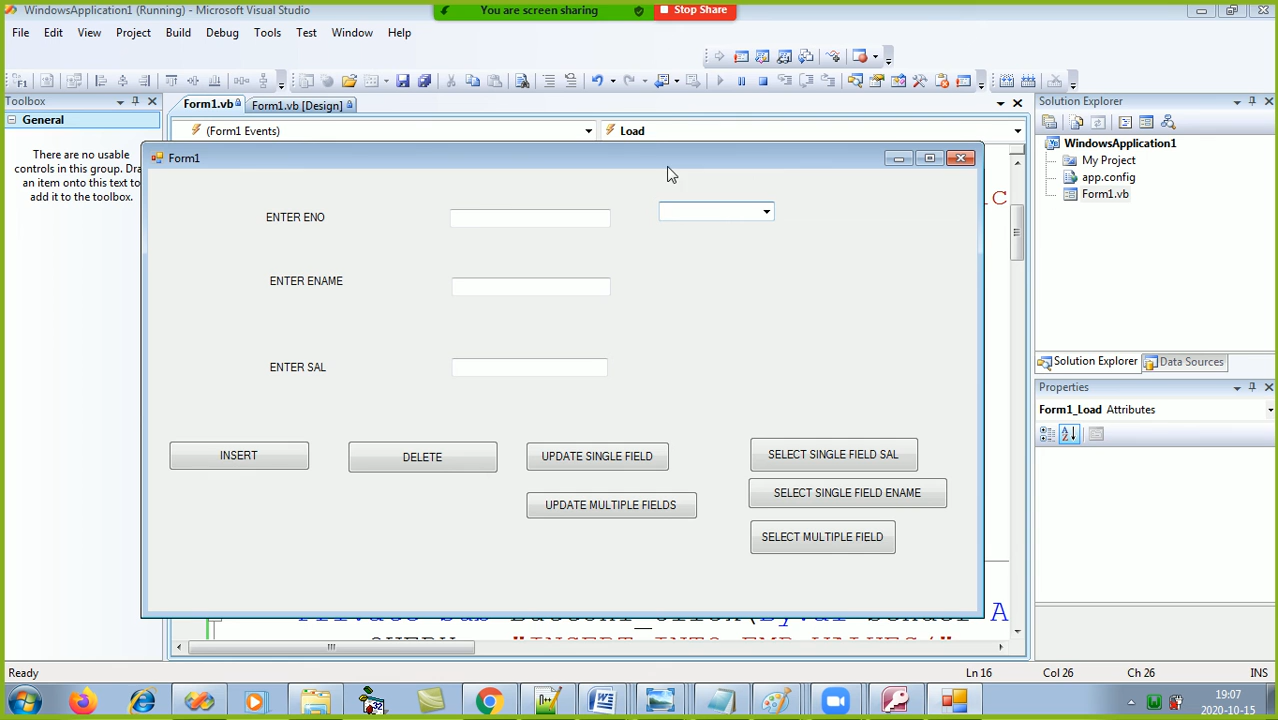 WindowsApplication1 (Running) - Microsoft Visual Studio
You are screen sharing
Stop Share
File Edit View Project Build Debug Tools Test Window Help
Toolbox
Form1.vb
Form1.vb [Design]
Solution Explorer
General
(Form1 Events)
Load
There are no usable
controls in this group. Dra
an item onto this text to
add it to the toolbox.
WindowsApplication1
My Project
app.config
Form1.vb
Form1
C
ENTER ENO
ENTER ENAME
ENTER SAL
INSERT
DELETE
UPDATE SINGLE FIELD
SELECT SINGLE FIELD SAL
SELECT SINGLE FIELD ENAME
UPDATE MULTIPLE FIELDS
SELECT MULTIPLE FIELD
Solution Explorer
Data Sources
Properties
Form1_Load Attributes
Ready
Ln 16
Col 26
Ch 26
INS
19:07
2020-10-15